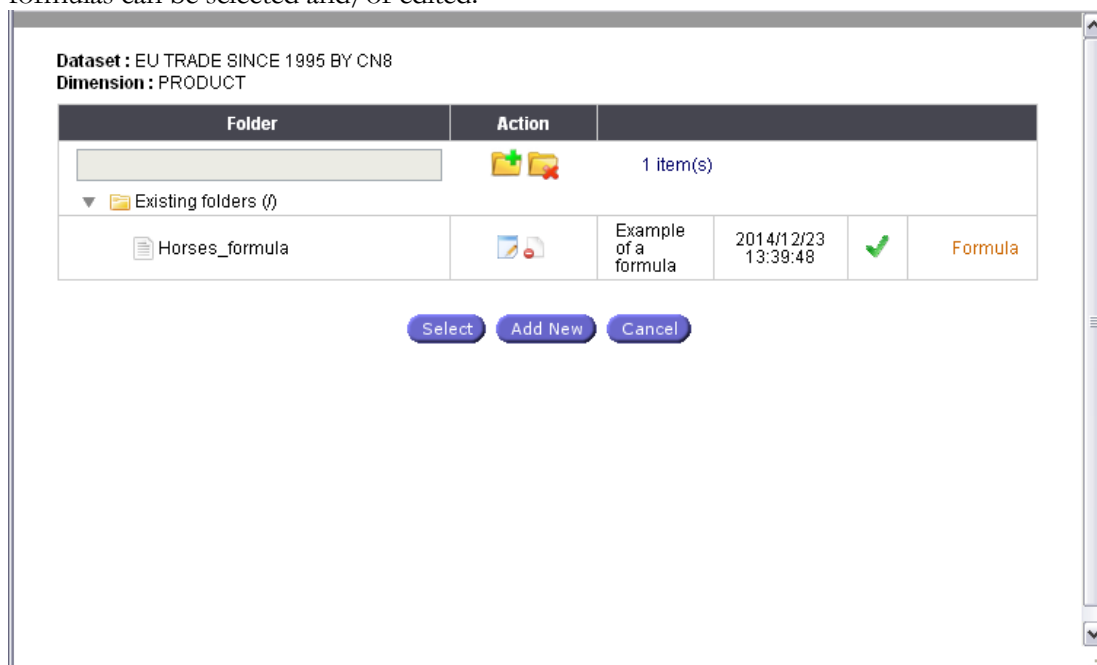 formulas can be selected and/or edited.
Dataset : EU TRADE SINCE 1995 BY CN8
Dimension : PRODUCT
Folder Action
1 item(s)
Existing folders (/)
Horses_formula Example of a formula 2014/12/23 13:39:48 Formula
Select Add New Cancel